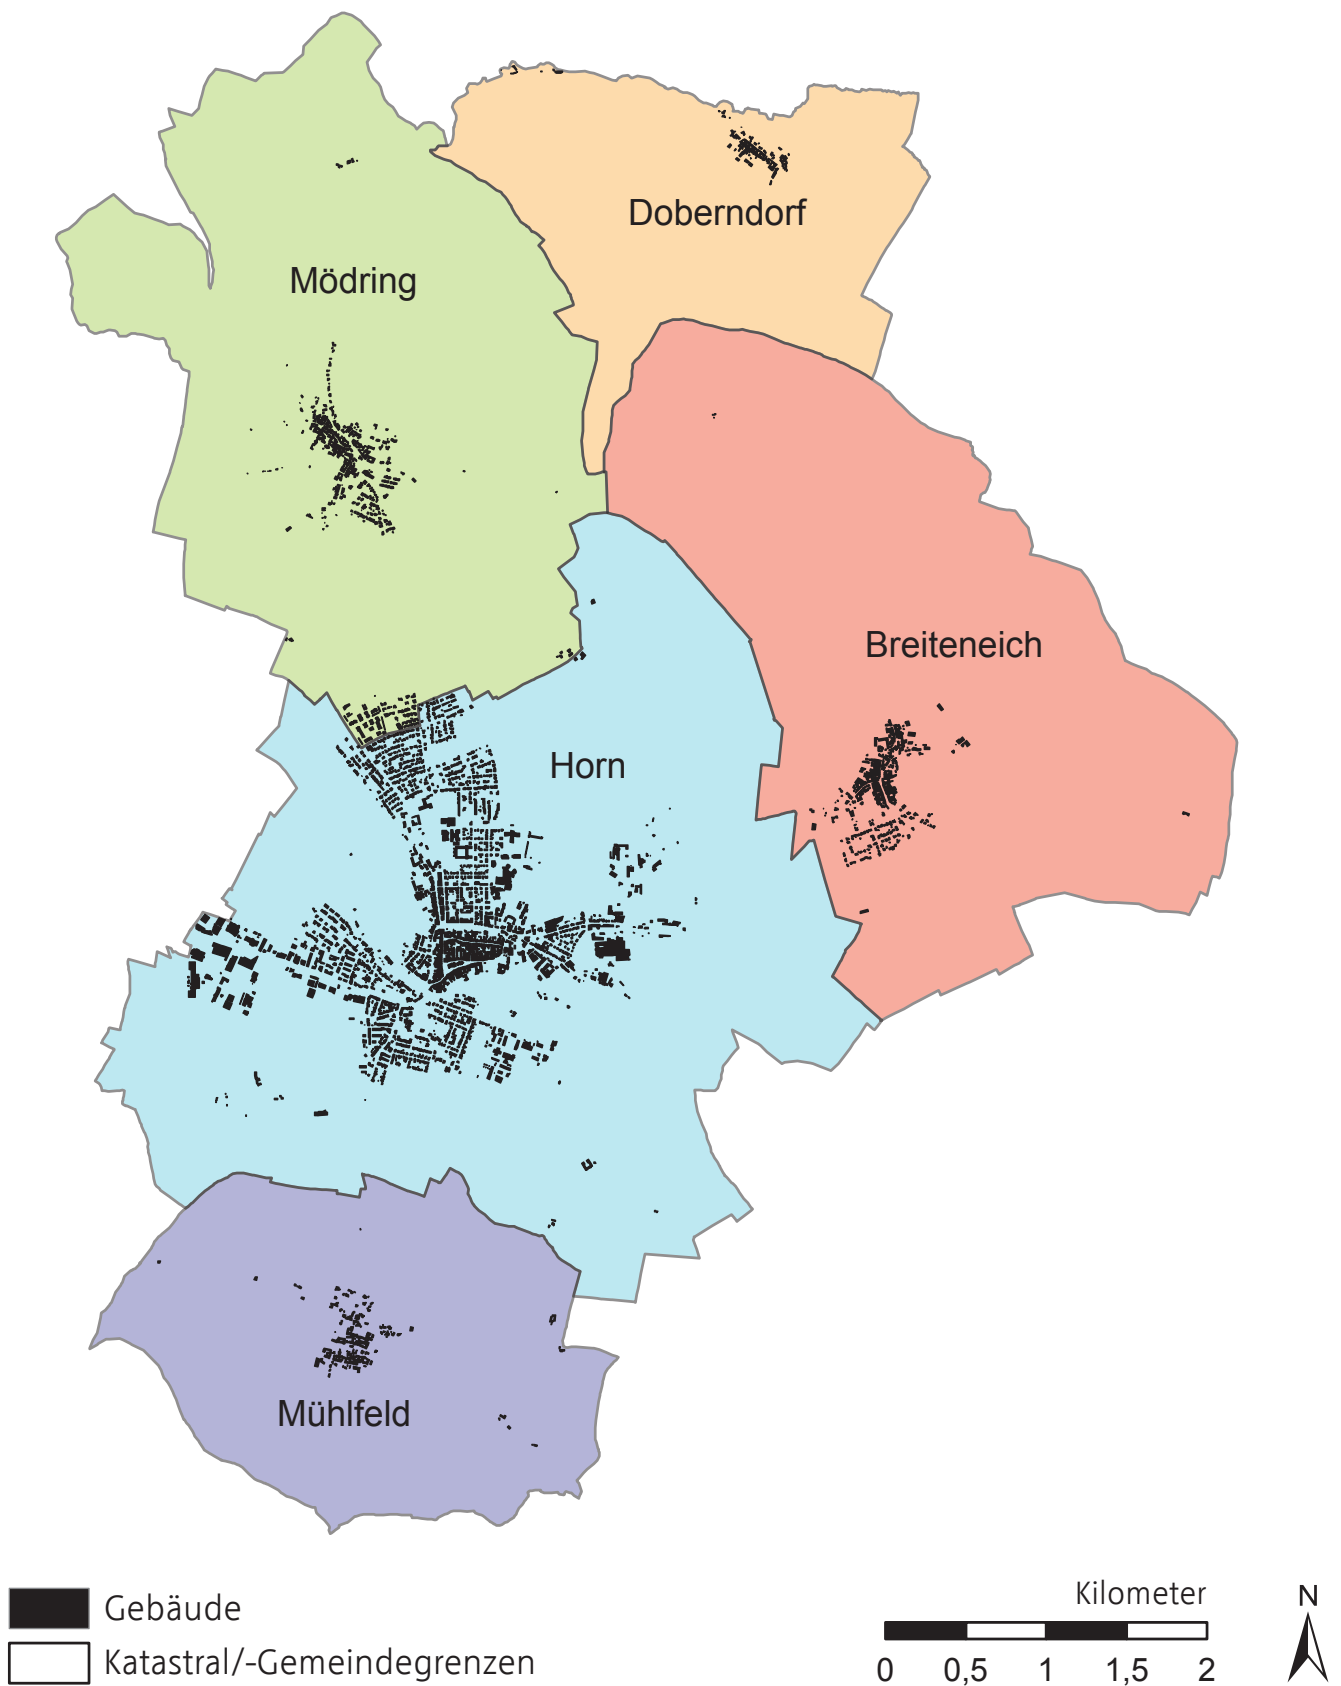 Doberndorf
Mödring
Breiteneich
Horn
Mühlfeld
Gebäude
Katastral/-Gemeindegrenzen
Kilometer
0 0,5 1 1,5 2
N